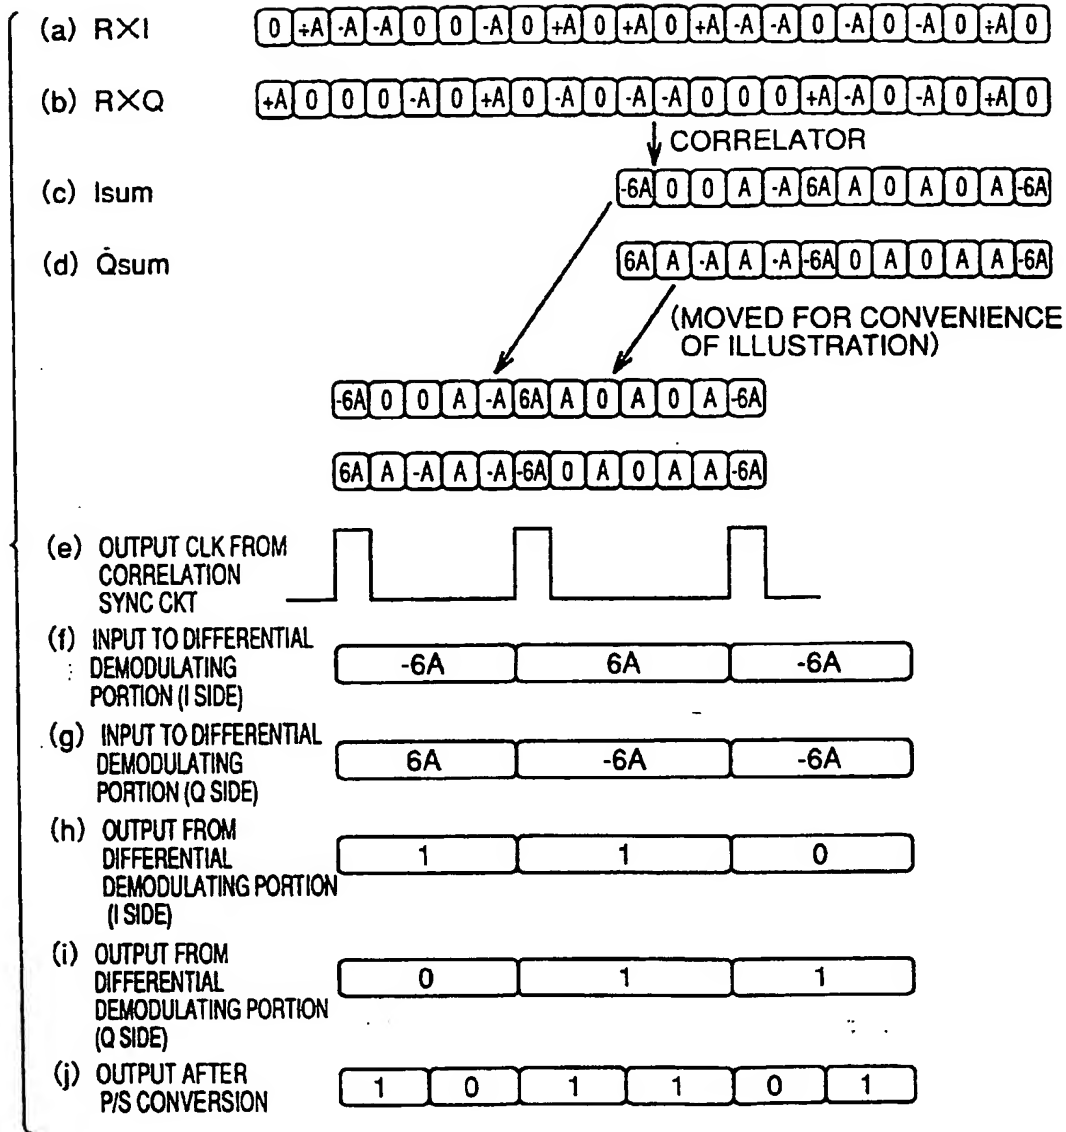 (a) RXI 0 ÷A -A -A 0 0 -A 0 +A 0 +A 0 +A -A -A 0 -A 0 -A 0 ÷A 0
(b) RXQ +A 0 0 0 -A 0 +A 0 -A 0 -A -A 0 0 0 +A -A 0 -A 0 +A 0
CORRELATOR
(c) Isum -6A 0 0 A -A 6A A 0 A 0 A -6A
(d) Q̇sum 6A A -A A -A -6A 0 A 0 A A -6A
(MOVED FOR CONVENIENCE
OF ILLUSTRATION)
-6A 0 0 A -A 6A A 0 A 0 A -6A
6A A -A A -A -6A 0 A 0 A A -6A
(e) OUTPUT CLK FROM
CORRELATION
SYNC CKT
(f) INPUT TO DIFFERENTIAL
DEMODULATING
PORTION (I SIDE)
-6A 6A -6A
(g) INPUT TO DIFFERENTIAL
DEMODULATING
PORTION (Q SIDE)
6A -6A -6A
(h) OUTPUT FROM
DIFFERENTIAL
DEMODULATING PORTION
(I SIDE)
1 1 0
(i) OUTPUT FROM
DIFFERENTIAL
DEMODULATING PORTION
(Q SIDE)
0 1 1
(j) OUTPUT AFTER
P/S CONVERSION
1 0 1 1 0 1